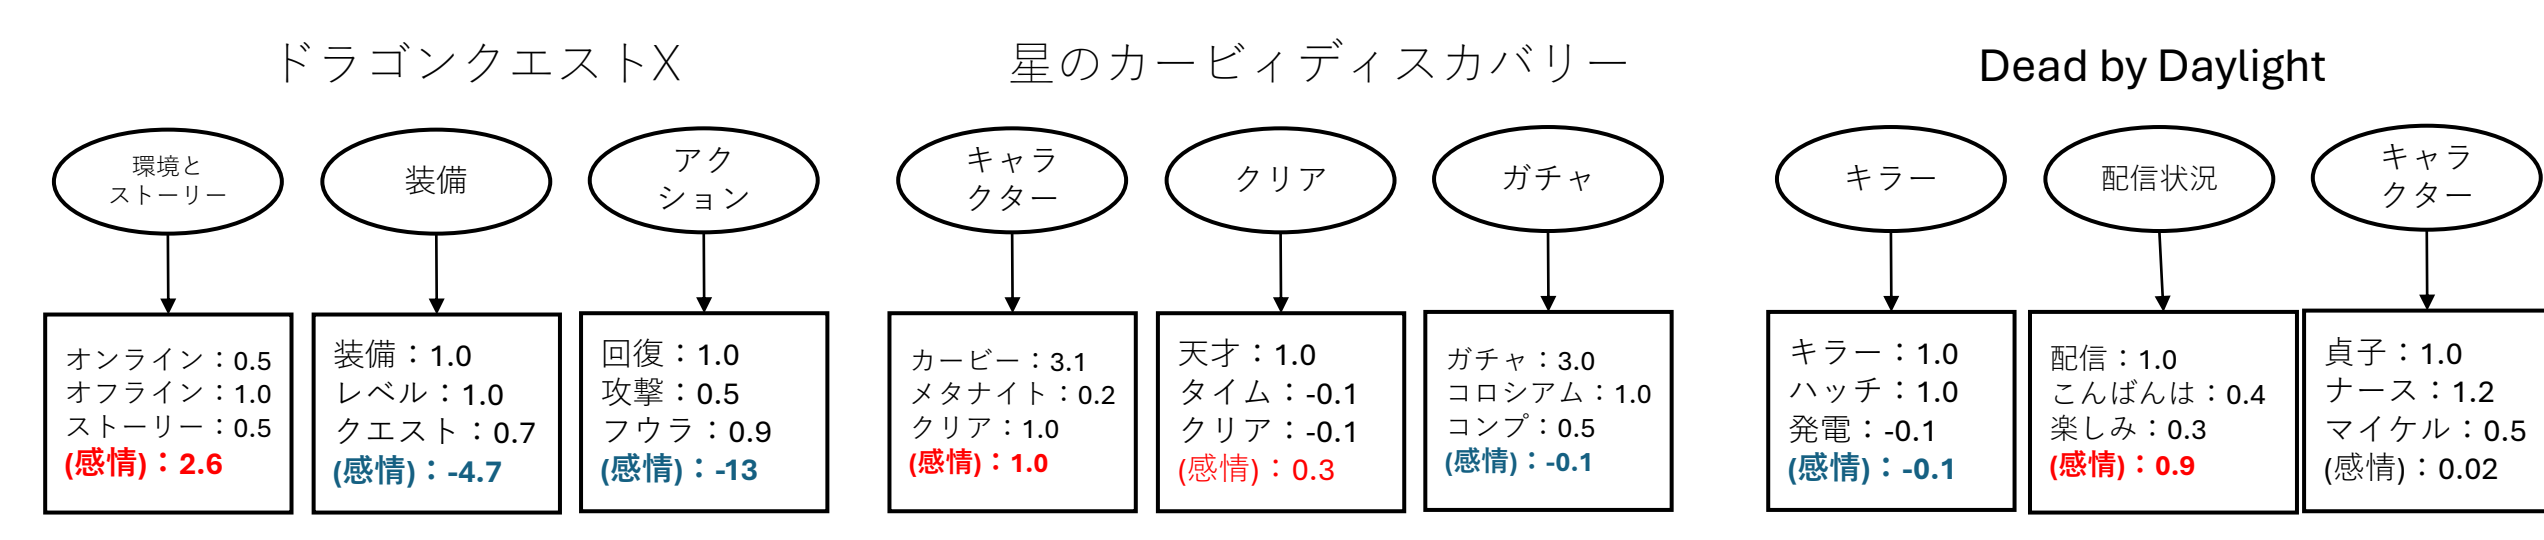 ドラゴンクエストX
環境と
ストーリー
装備
アク
ション
オンライン：0.5
オフライン：1.0
ストーリー：0.5
(感情)：2.6
装備：1.0
レベル：1.0
クエスト：0.7
(感情)：-4.7
回復：1.0
攻撃：0.5
フウラ：0.9
(感情)：-13
星のカービィディスカバリー
キャラ
クター
クリア
ガチャ
カービー：3.1
メタナイト：0.2
クリア：1.0
(感情)：1.0
天才：1.0
タイム：-0.1
クリア：-0.1
(感情)：0.3
ガチャ：3.0
コロシアム：1.0
コンプ：0.5
(感情)：-0.1
Dead by Daylight
キラー
配信状況
キャラ
クター
キラー：1.0
ハッチ：1.0
発電：-0.1
(感情)：-0.1
配信：1.0
こんばんは：0.4
楽しみ：0.3
(感情)：0.9
貞子：1.0
ナース：1.2
マイケル：0.5
(感情)：0.02